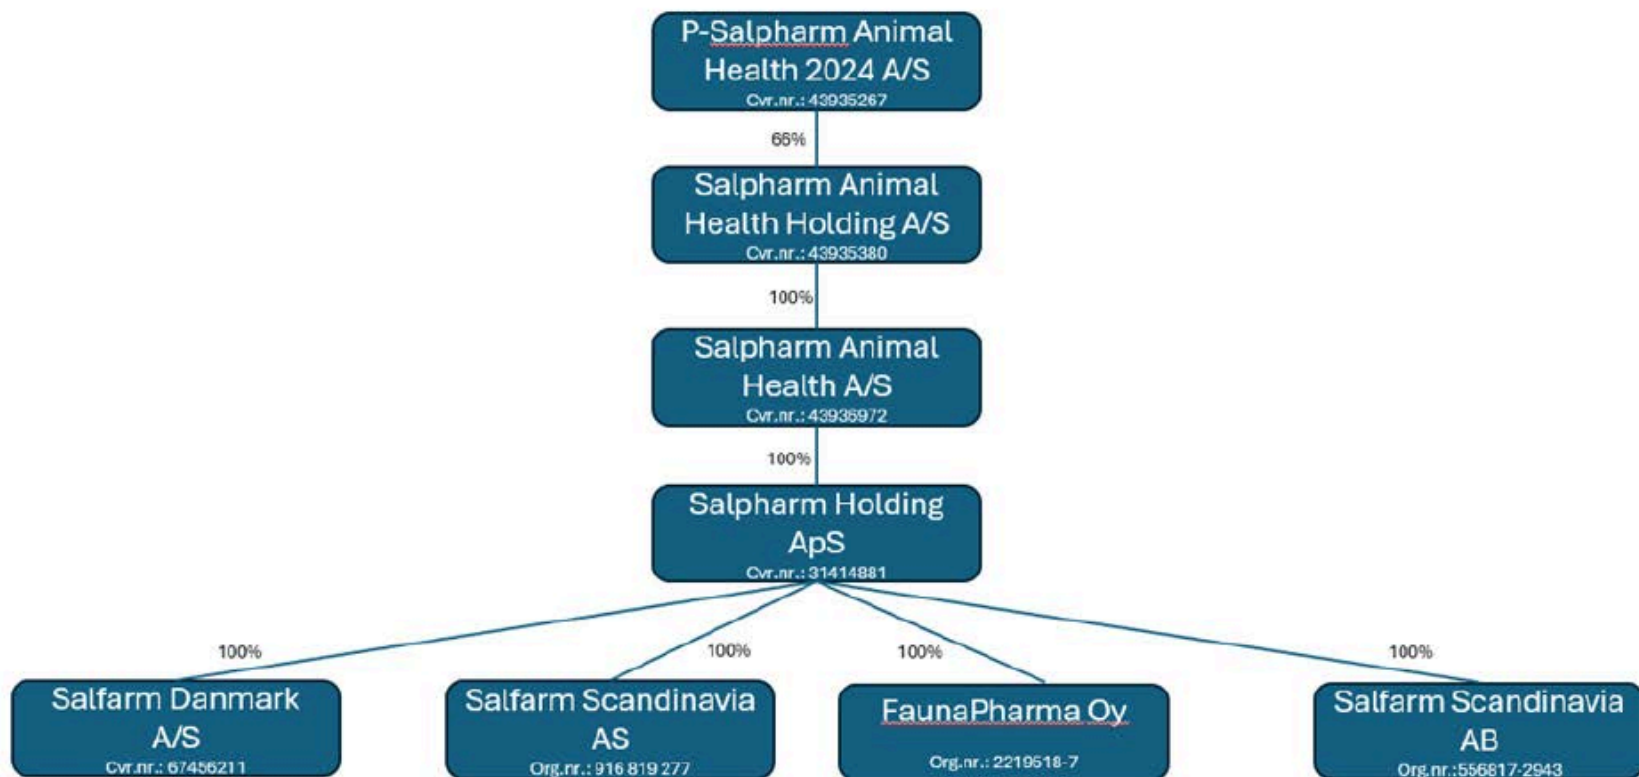 P-Salpharm Animal
Health 2024 A/S
Cvr.nr.: 43935267
66%
Salpharm Animal
Health Holding A/S
Cvr.nr.: 43935380
100%
Salpharm Animal
Health A/S
Cvr.nr.: 43936972
100%
Salpharm Holding
ApS
Cvr.nr.: 31414881
100%
100%
100%
100%
Salfarm Danmark
A/S
Cvr.nr.: 67456211
Salfarm Scandinavia
AS
Org.nr.: 916 819 277
FaunaPharma Oy
Org.nr.: 2219518-7
Salfarm Scandinavia
AB
Org.nr.:556817-2943